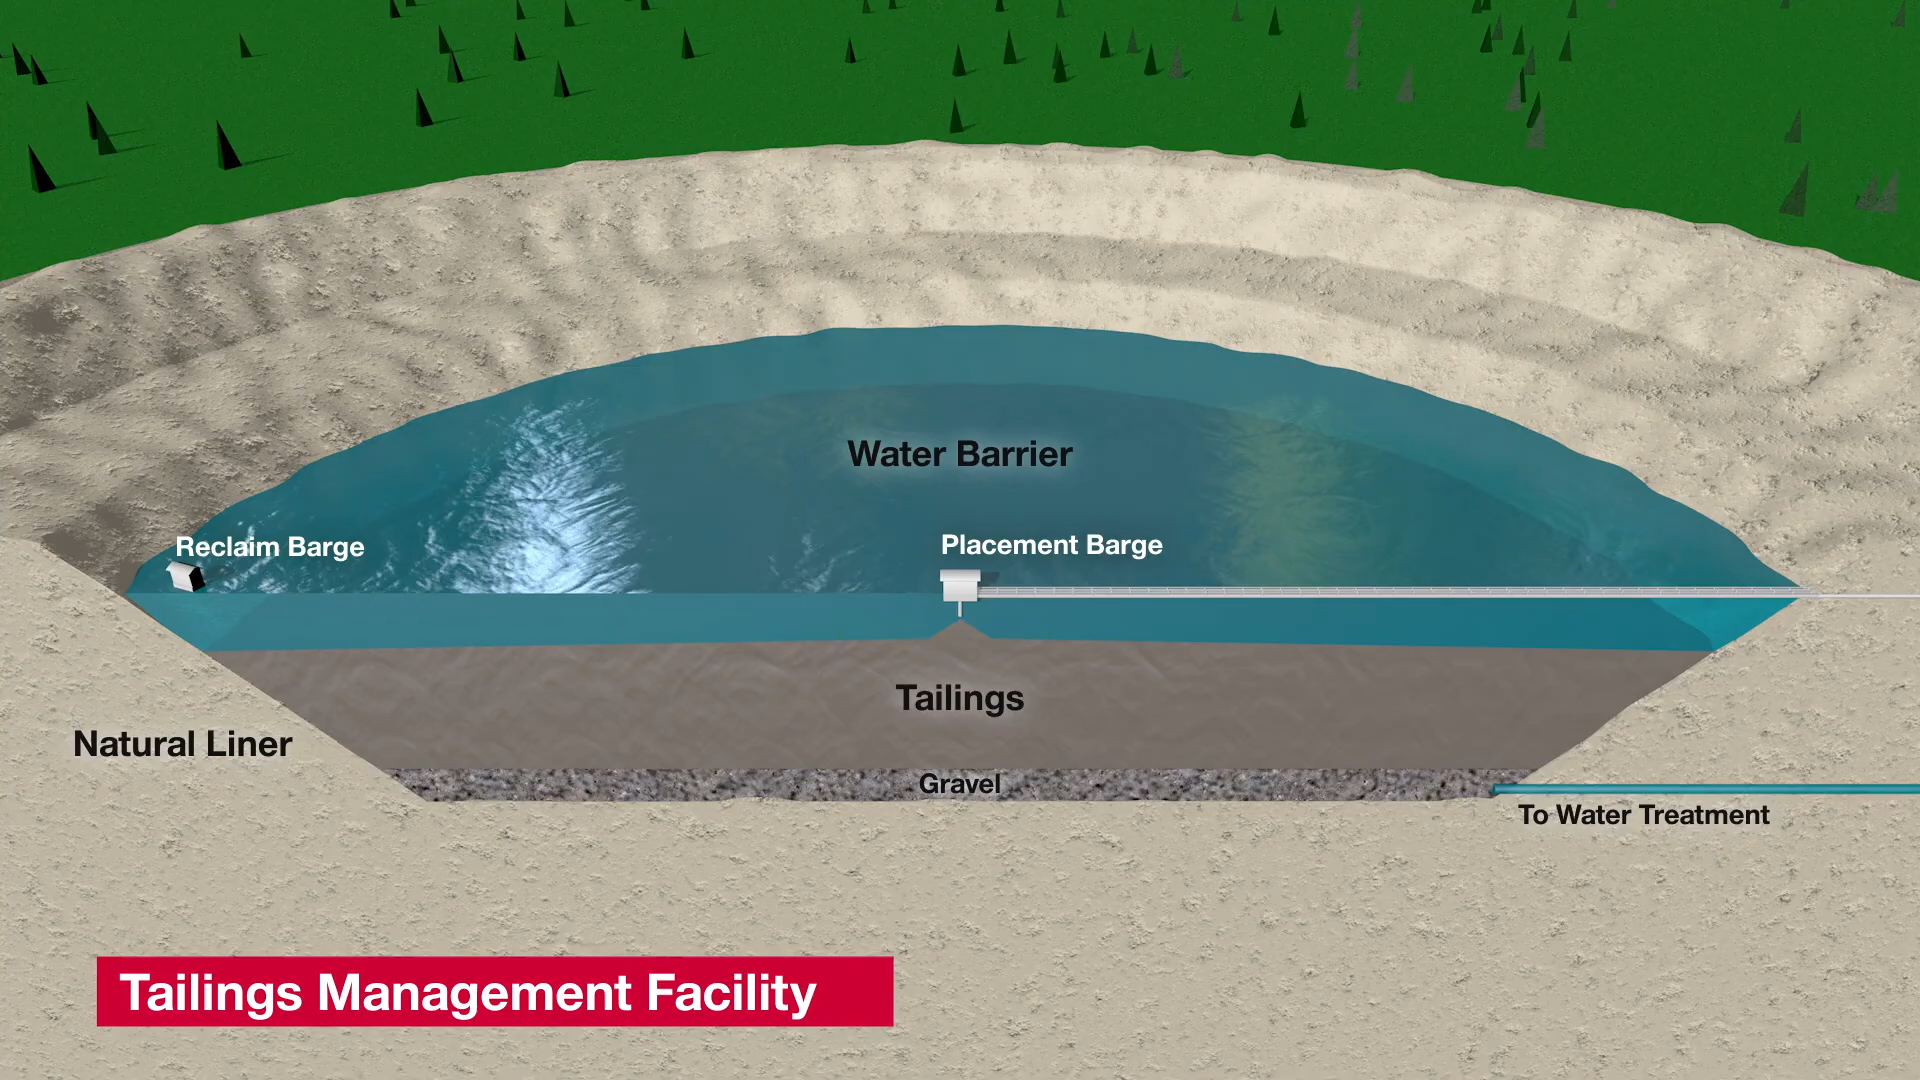 Water Barrier
Reclaim Barge
Placement Barge
Tailings
Natural Liner
Gravel
To Water Treatment
Tailings Management Facility